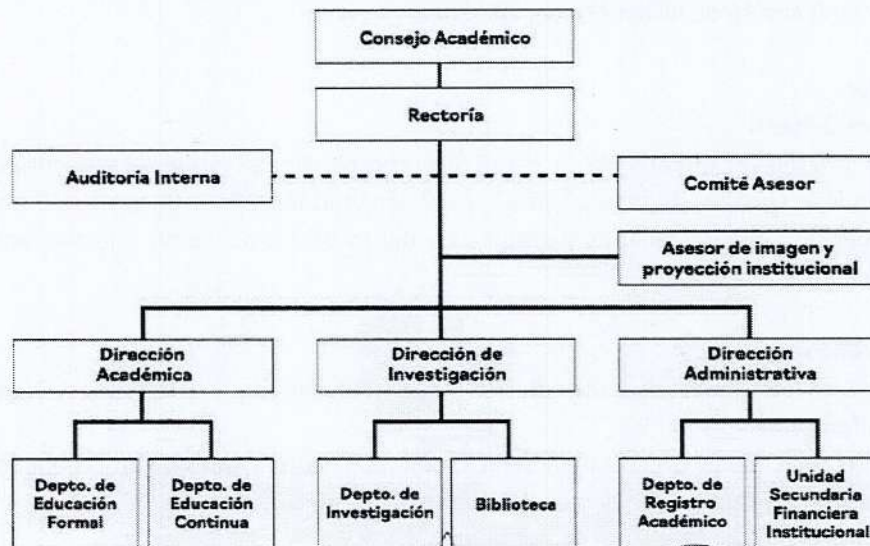 Consejo Académico
Rectoría
Auditoría Interna
Comité Asesor
Asesor de imagen y
proyección institucional
Dirección
Académica
Dirección de
Investigación
Dirección
Administrativa
Depto. de
Educación
Formal
Depto. de
Educación
Continua
Depto. de
Investigación
Biblioteca
Depto. de
Registro
Académico
Unidad
Secundaria
Financiera
Institucional